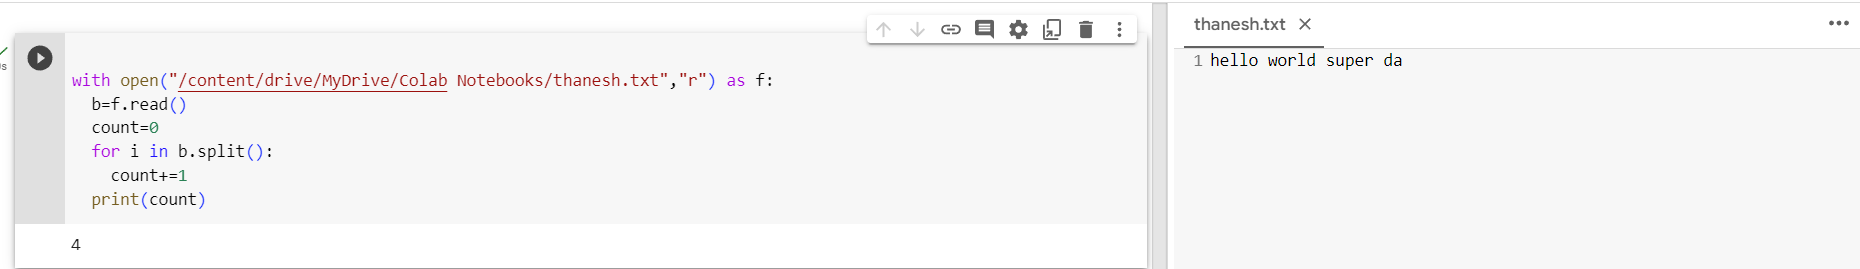 with open("/content/drive/MyDrive/Colab Notebooks/thanesh.txt","r") as f:
b=f.read()
count=0
for i in b.split():
count+=1
print(count)
4
thanesh.txt
1 hello world super da